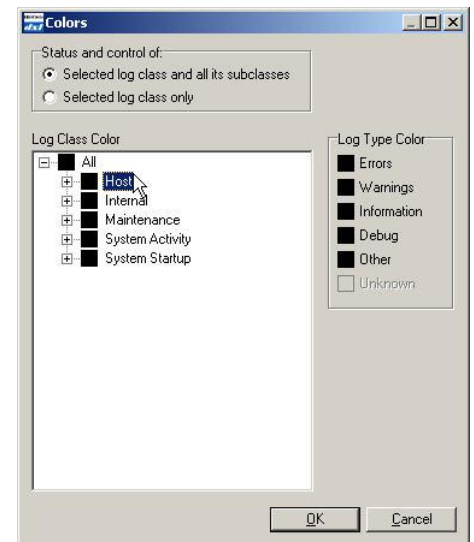 Colors
Status and control of:
Selected log class and all its subclasses
Selected log class only
Log Class Color
All
Host
Internal
Maintenance
System Activity
System Startup
Log Type Color
Errors
Warnings
Information
Debug
Other
Unknown
OK
Cancel